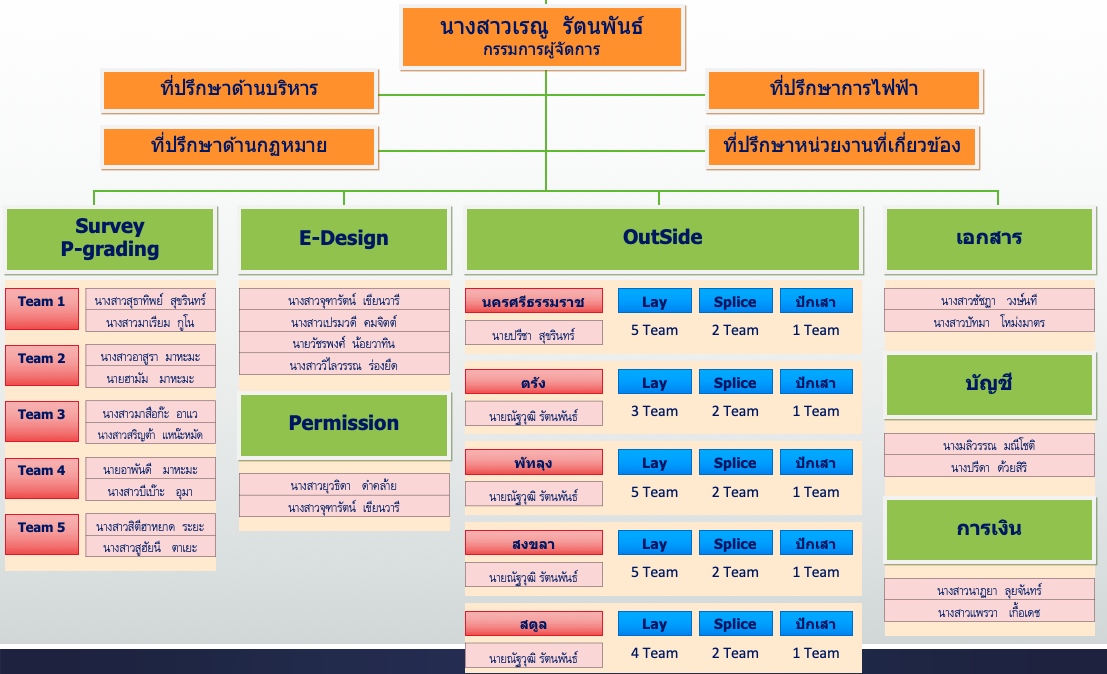 นางสาวเรณู รัตนพันธ์
กรรมการผู้จัดการ
ที่ปรึกษาด้านบริหาร
ที่ปรึกษาการไฟฟ้า
ที่ปรึกษาด้านกฎหมาย
ที่ปรึกษาหน่วยงานที่เกี่ยวข้อง
Survey
P-grading
Team 1
นางสาวสุธาทิพย์ สุขรินทร์
นางสาวมาเรียม กูโน
Team 2
นางสาวอาสูรา มาหะมะ
นายฮามัม มาหะมะ
Team 3
นางสาวมาสือก๊ะ อาแว
นางสาวสริญต้า แหน๊ะหมัด
Team 4
นายอาพันดี มาหะมะ
นางสาวบีเบ๊าะ อุมา
Team 5
นางสาวสิตีฮาหยาด ระยะ
นางสาวสูฮัยนี ตาเยะ
E-Design
นางสาวจุฑารัตน์ เขียนวารี
นางสาวเปรมวดี คมจิตต์
นายวัชรพงศ์ น้อยวาทิน
นางสาววิไลวรรณ ร่องยืด
Permission
นางสาวยุวธิดา ดำคล้าย
นางสาวจุฑารัตน์ เขียนวารี
OutSide
นครศรีธรรมราช Lay Splice ปักเสา
นายปรีชา สุขรินทร์ 5 Team 2 Team 1 Team
ตรัง Lay Splice ปักเสา
นายณัฐวุฒิ รัตนพันธ์ 3 Team 2 Team 1 Team
พัทลุง Lay Splice ปักเสา
นายณัฐวุฒิ รัตนพันธ์ 5 Team 2 Team 1 Team
สงขลา Lay Splice ปักเสา
นายณัฐวุฒิ รัตนพันธ์ 5 Team 2 Team 1 Team
สตูล Lay Splice ปักเสา
นายณัฐวุฒิ รัตนพันธ์ 4 Team 2 Team 1 Team
เอกสาร
นางสาวชัชฎา วงษ์นที
นางสาวปัทมา ใหม่งมาตร
บัญชี
นางมลิวรรณ มณีโชติ
นางปรีดา ด้วยสิริ
การเงิน
นางสาวนาฎยา ลุยจันทร์
นางสาวแพรวา เกื้อเดช